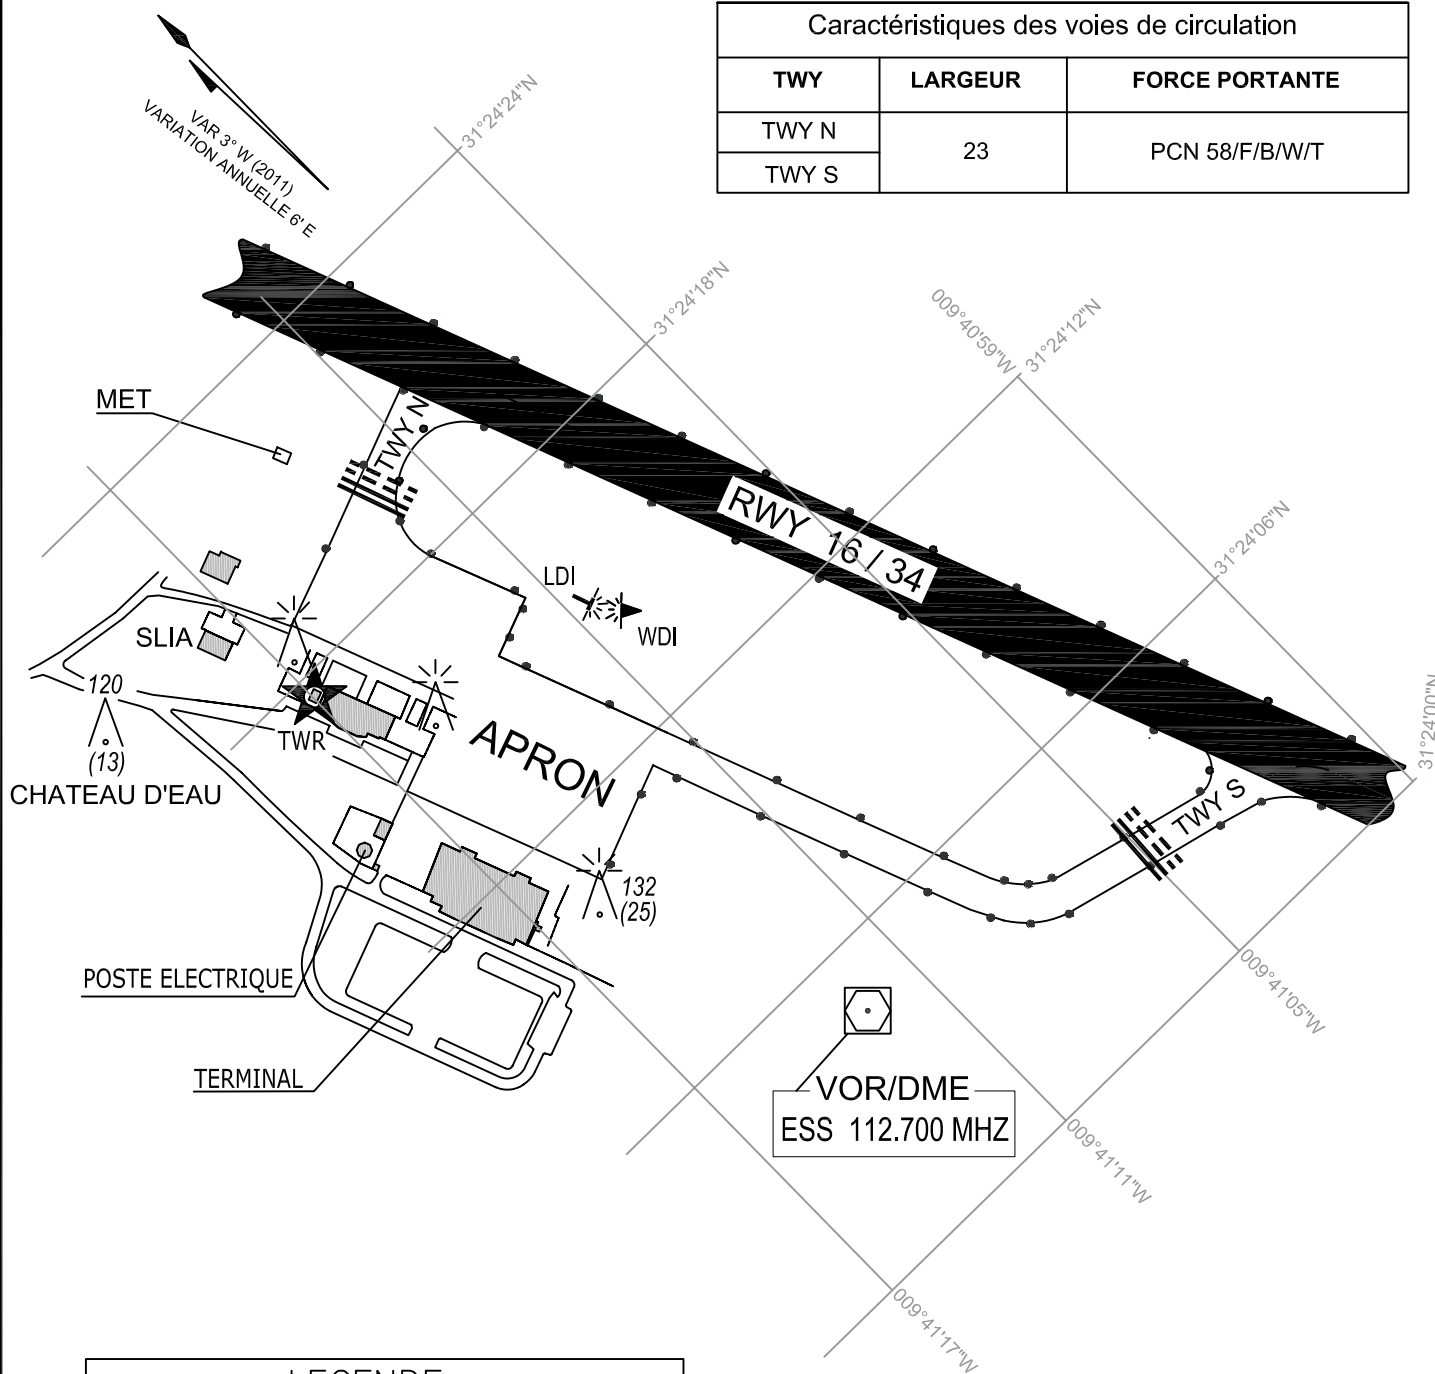 Caractéristiques des voies de circulation
TWY LARGEUR FORCE PORTANTE
TWY N
23 PCN 58/F/B/W/T
TWY S
VAR 3° W (2011)
VARIATION ANNUELLE 6' E
31°24'24"N
31°24'18"N
009°40'59"W
31°24'12"N
31°24'06"N
31°24'00"N
MET
TWY N
RWY 16 / 34
LDI
WDI
SLIA
120
(13)
CHATEAU D'EAU
TWR
APRON
TWY S
132
(25)
POSTE ELECTRIQUE
TERMINAL
VOR/DME
ESS 112.700 MHZ
009°41'05"W
009°41'11"W
009°41'17"W
LEGENDE